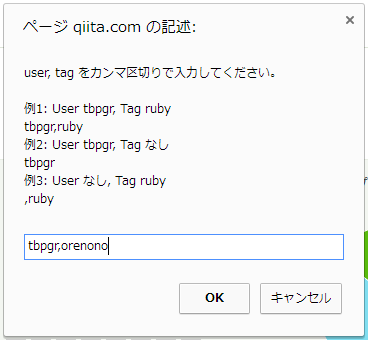 ページ qiita.com の記述:
user, tag をカンマ区切りで入力してください。
例1: User tbpgr, Tag ruby
tbpgr,ruby
例2: User tbpgr, Tag なし
tbpgr
例3: User なし, Tag ruby
,ruby
tbpgr,orenono
OK キャンセル